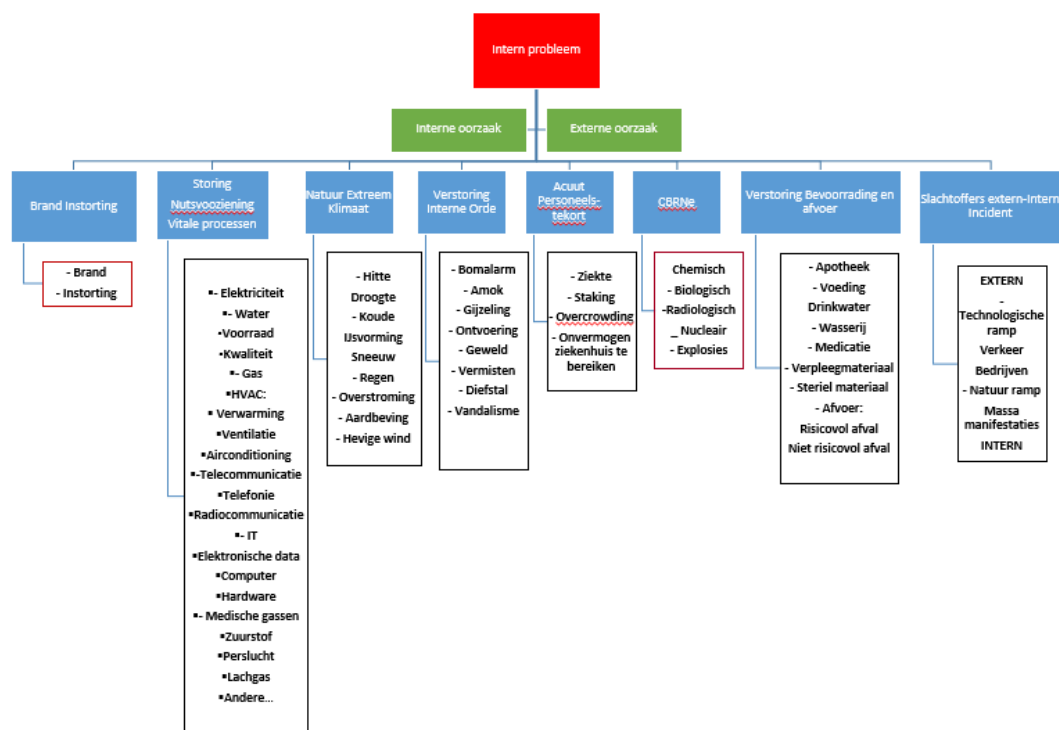 Intern probleem
Interne oorzaak
Externe oorzaak
Brand Instorting
- Brand
- Instorting
Storing
Nutsvooziening
Vitale processen
▪- Elektriciteit
▪- Water
▪Voorraad
▪Kwaliteit
▪- Gas
▪HVAC:
▪ Verwarming
▪Ventilatie
▪Airconditioning
▪-Telecommunicatie
▪Telefonie
▪Radiocommunicatie
▪- IT
▪Elektronische data
▪Computer
▪Hardware
▪- Medische gassen
▪Zuurstof
▪Perslucht
▪Lachgas
▪Andere...
Natuur Extreem
Klimaat
- Hitte
Droogte
- Koude
IJsvorming
Sneeuw
- Regen
- Overstroming
- Aardbeving
- Hevige wind
Verstoring
Interne Orde
- Bomalarm
- Amok
- Gijzeling
- Ontvoering
- Geweld
- Vermisten
- Diefstal
- Vandalisme
Acuut
Personeels-
tekort
- Ziekte
- Staking
- Overcrowding
- Onvermogen
ziekenhuis te
bereiken
CBRNe
Chemisch
- Biologisch
-Radiologisch
_ Nucleair
- Explosies
Verstoring Bevoorrading en
afvoer
- Apotheek
- Voeding
Drinkwater
- Wasserij
- Medicatie
- Verpleegmateriaal
- Steriel materiaal
- Afvoer:
Risicovol afval
Niet risicovol afval
Slachtoffers extern-Intern
Incident
EXTERN
-
Technologische
ramp
Verkeer
Bedrijven
- Natuur ramp
Massa
manifestaties
INTERN